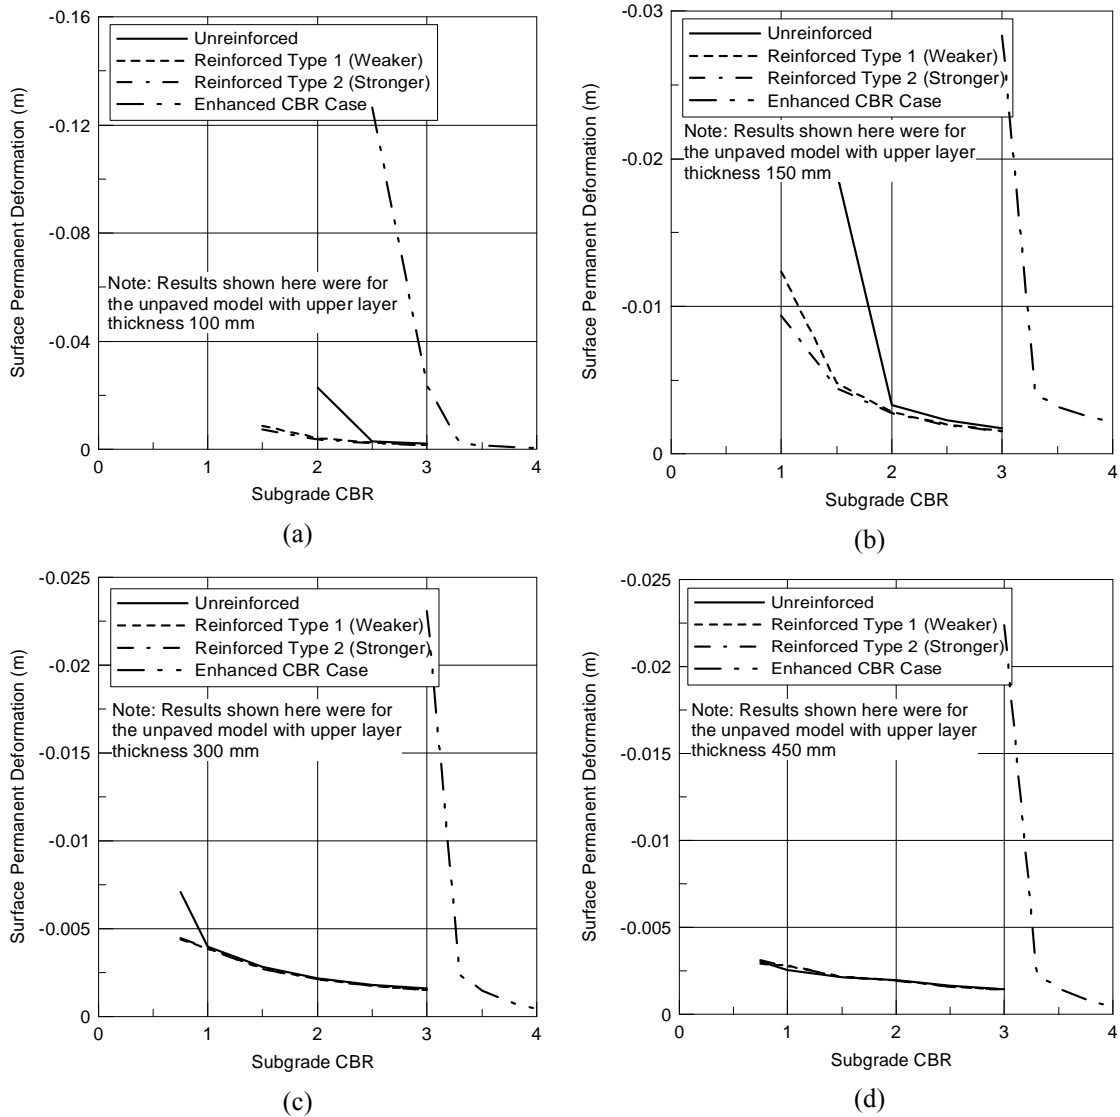 -0.16
-0.12
-0.08
-0.04
0
Surface Permanent Deformation (m)
Unreinforced
Reinforced Type 1 (Weaker)
Reinforced Type 2 (Stronger)
Enhanced CBR Case
Note: Results shown here were for
the unpaved model with upper layer
thickness 100 mm
0 1 2 3 4
Subgrade CBR
(a)
-0.03
-0.02
-0.01
0
Surface Permanent Deformation (m)
Unreinforced
Reinforced Type 1 (Weaker)
Reinforced Type 2 (Stronger)
Enhanced CBR Case
Note: Results shown here were for
the unpaved model with upper layer
thickness 150 mm
0 1 2 3 4
Subgrade CBR
(b)
-0.025
-0.02
-0.015
-0.01
-0.005
0
Surface Permanent Deformation (m)
Unreinforced
Reinforced Type 1 (Weaker)
Reinforced Type 2 (Stronger)
Enhanced CBR Case
Note: Results shown here were for
the unpaved model with upper layer
thickness 300 mm
0 1 2 3 4
Subgrade CBR
(c)
-0.025
-0.02
-0.015
-0.01
-0.005
0
Surface Permanent Deformation (m)
Unreinforced
Reinforced Type 1 (Weaker)
Reinforced Type 2 (Stronger)
Enhanced CBR Case
Note: Results shown here were for
the unpaved model with upper layer
thickness 450 mm
0 1 2 3 4
Subgrade CBR
(d)